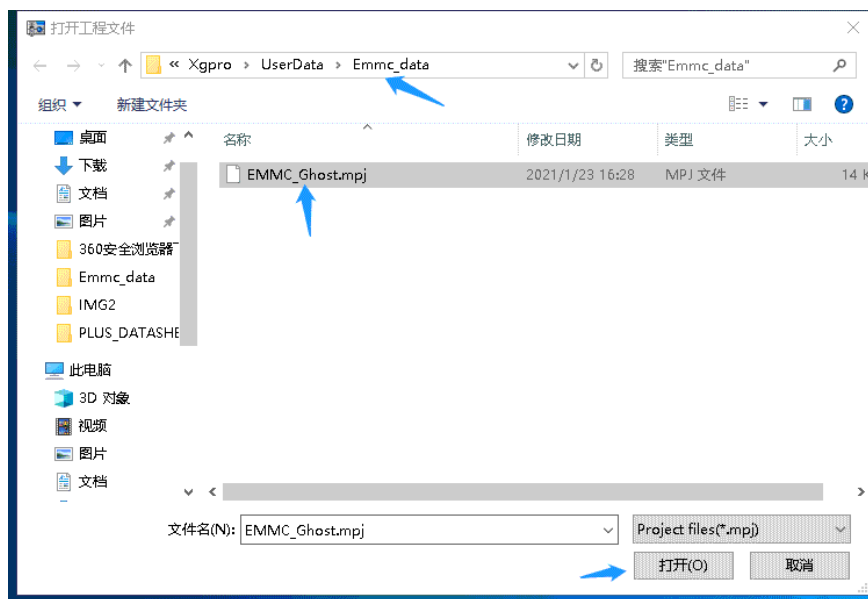 打开工程文件
« Xgpro › UserData › Emmc_data
搜索"Emmc_data"
组织
新建文件夹
名称
修改日期
类型
大小
EMMC_Ghost.mpj
2021/1/23 16:28
MPJ 文件
14 K
桌面
下载
文档
图片
360安全浏览器
Emmc_data
IMG2
PLUS_DATASHE
此电脑
3D 对象
视频
图片
文档
文件名(N):
EMMC_Ghost.mpj
Project files(*.mpj)
打开(O)
取消